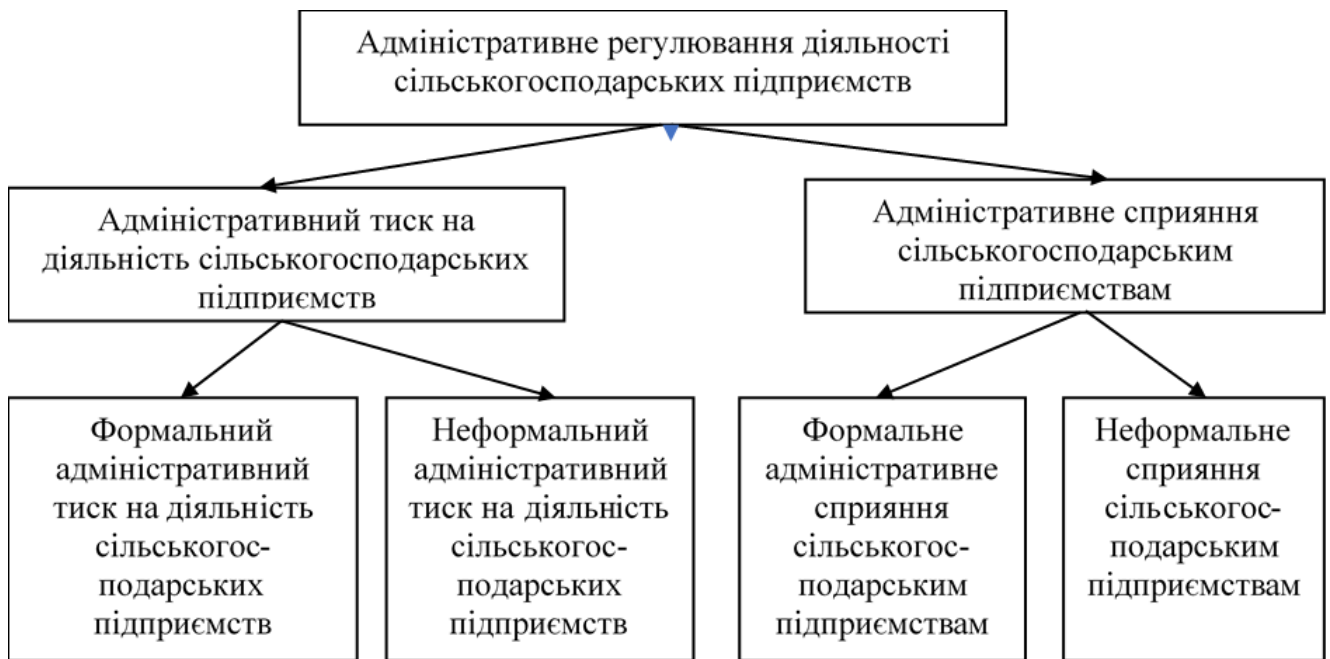 Адміністративне регулювання діяльності
сільськогосподарських підприємств
Адміністративний тиск на
діяльність сільськогосподарських
підприємств
Адміністративне сприяння
сільськогосподарським
підприємствам
Формальний
адміністративний
тиск на діяльність
сільськогос-
подарських
підприємств
Неформальний
адміністративний
тиск на діяльність
сільськогос-
подарських
підприємств
Формальне
адміністративне
сприяння
сільськогос-
подарським
підприємствам
Неформальне
сприяння
сільськогос-
подарським
підприємствам